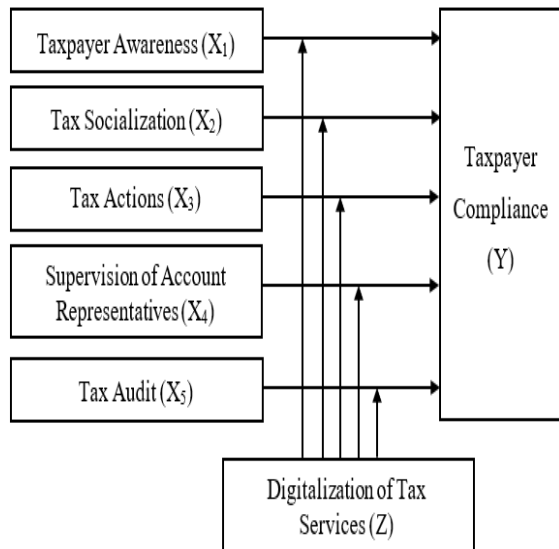 Taxpayer Awareness (X₁)
Tax Socialization (X₂)
Tax Actions (X₃)
Supervision of Account
Representatives (X₄)
Tax Audit (X₅)
Taxpayer
Compliance
(Y)
Digitalization of Tax
Services (Z)